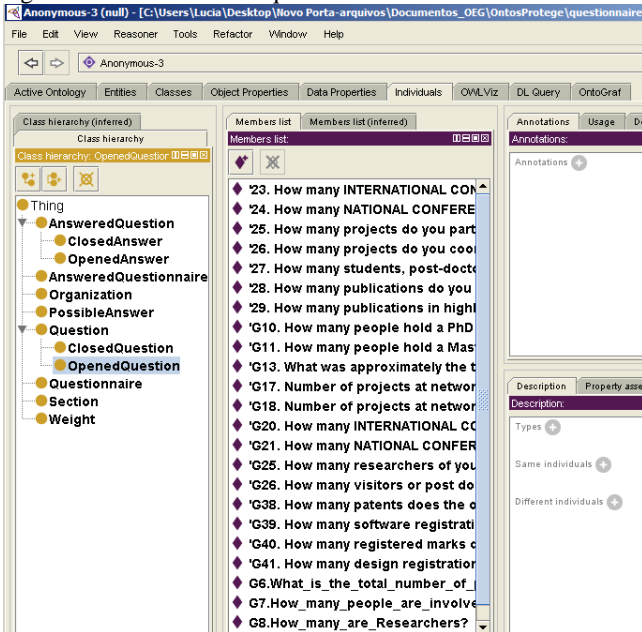 Anonymous-3 (null) - [C:\Users\Lucia\Desktop\Novo Porta-arquivos\Documentos_OEG\OntosProtege\questionnaire
File Edit View Reasoner Tools Refactor Window Help
Anonymous-3
Active Ontology Entities Classes Object Properties Data Properties Individuals OWLViz DL Query OntoGraf
Class hierarchy (inferred)
Class hierarchy
Class hierarchy: OpenedQuestion
Thing
AnsweredQuestion
ClosedAnswer
OpenedAnswer
AnsweredQuestionnaire
Organization
PossibleAnswer
Question
ClosedQuestion
OpenedQuestion
Questionnaire
Section
Weight
Members list Members list (inferred)
Members list:
'23. How many INTERNATIONAL CON
'24. How many NATIONAL CONFERE
'25. How many projects do you part
'26. How many projects do you coor
'27. How many students, post-docto
'28. How many publications do you
'29. How many publications in highl
'G10. How many people hold a PhD
'G11. How many people hold a Mas
'G13. What was approximately the t
'G17. Number of projects at networ
'G18. Number of projects at networ
'G20. How many INTERNATIONAL CO
'G21. How many NATIONAL CONFER
'G25. How many researchers of you
'G26. How many visitors or post do
'G38. How many patents does the o
'G39. How many software registrati
'G40. How many registered marks d
'G41. How many design registration
G6.What_is_the_total_number_of_
G7.How_many_people_are_involve
G8.How_many_are_Researchers?
Annotations Usage
Annotations:
Annotations
Description Property asse
Description:
Types
Same individuals
Different individuals